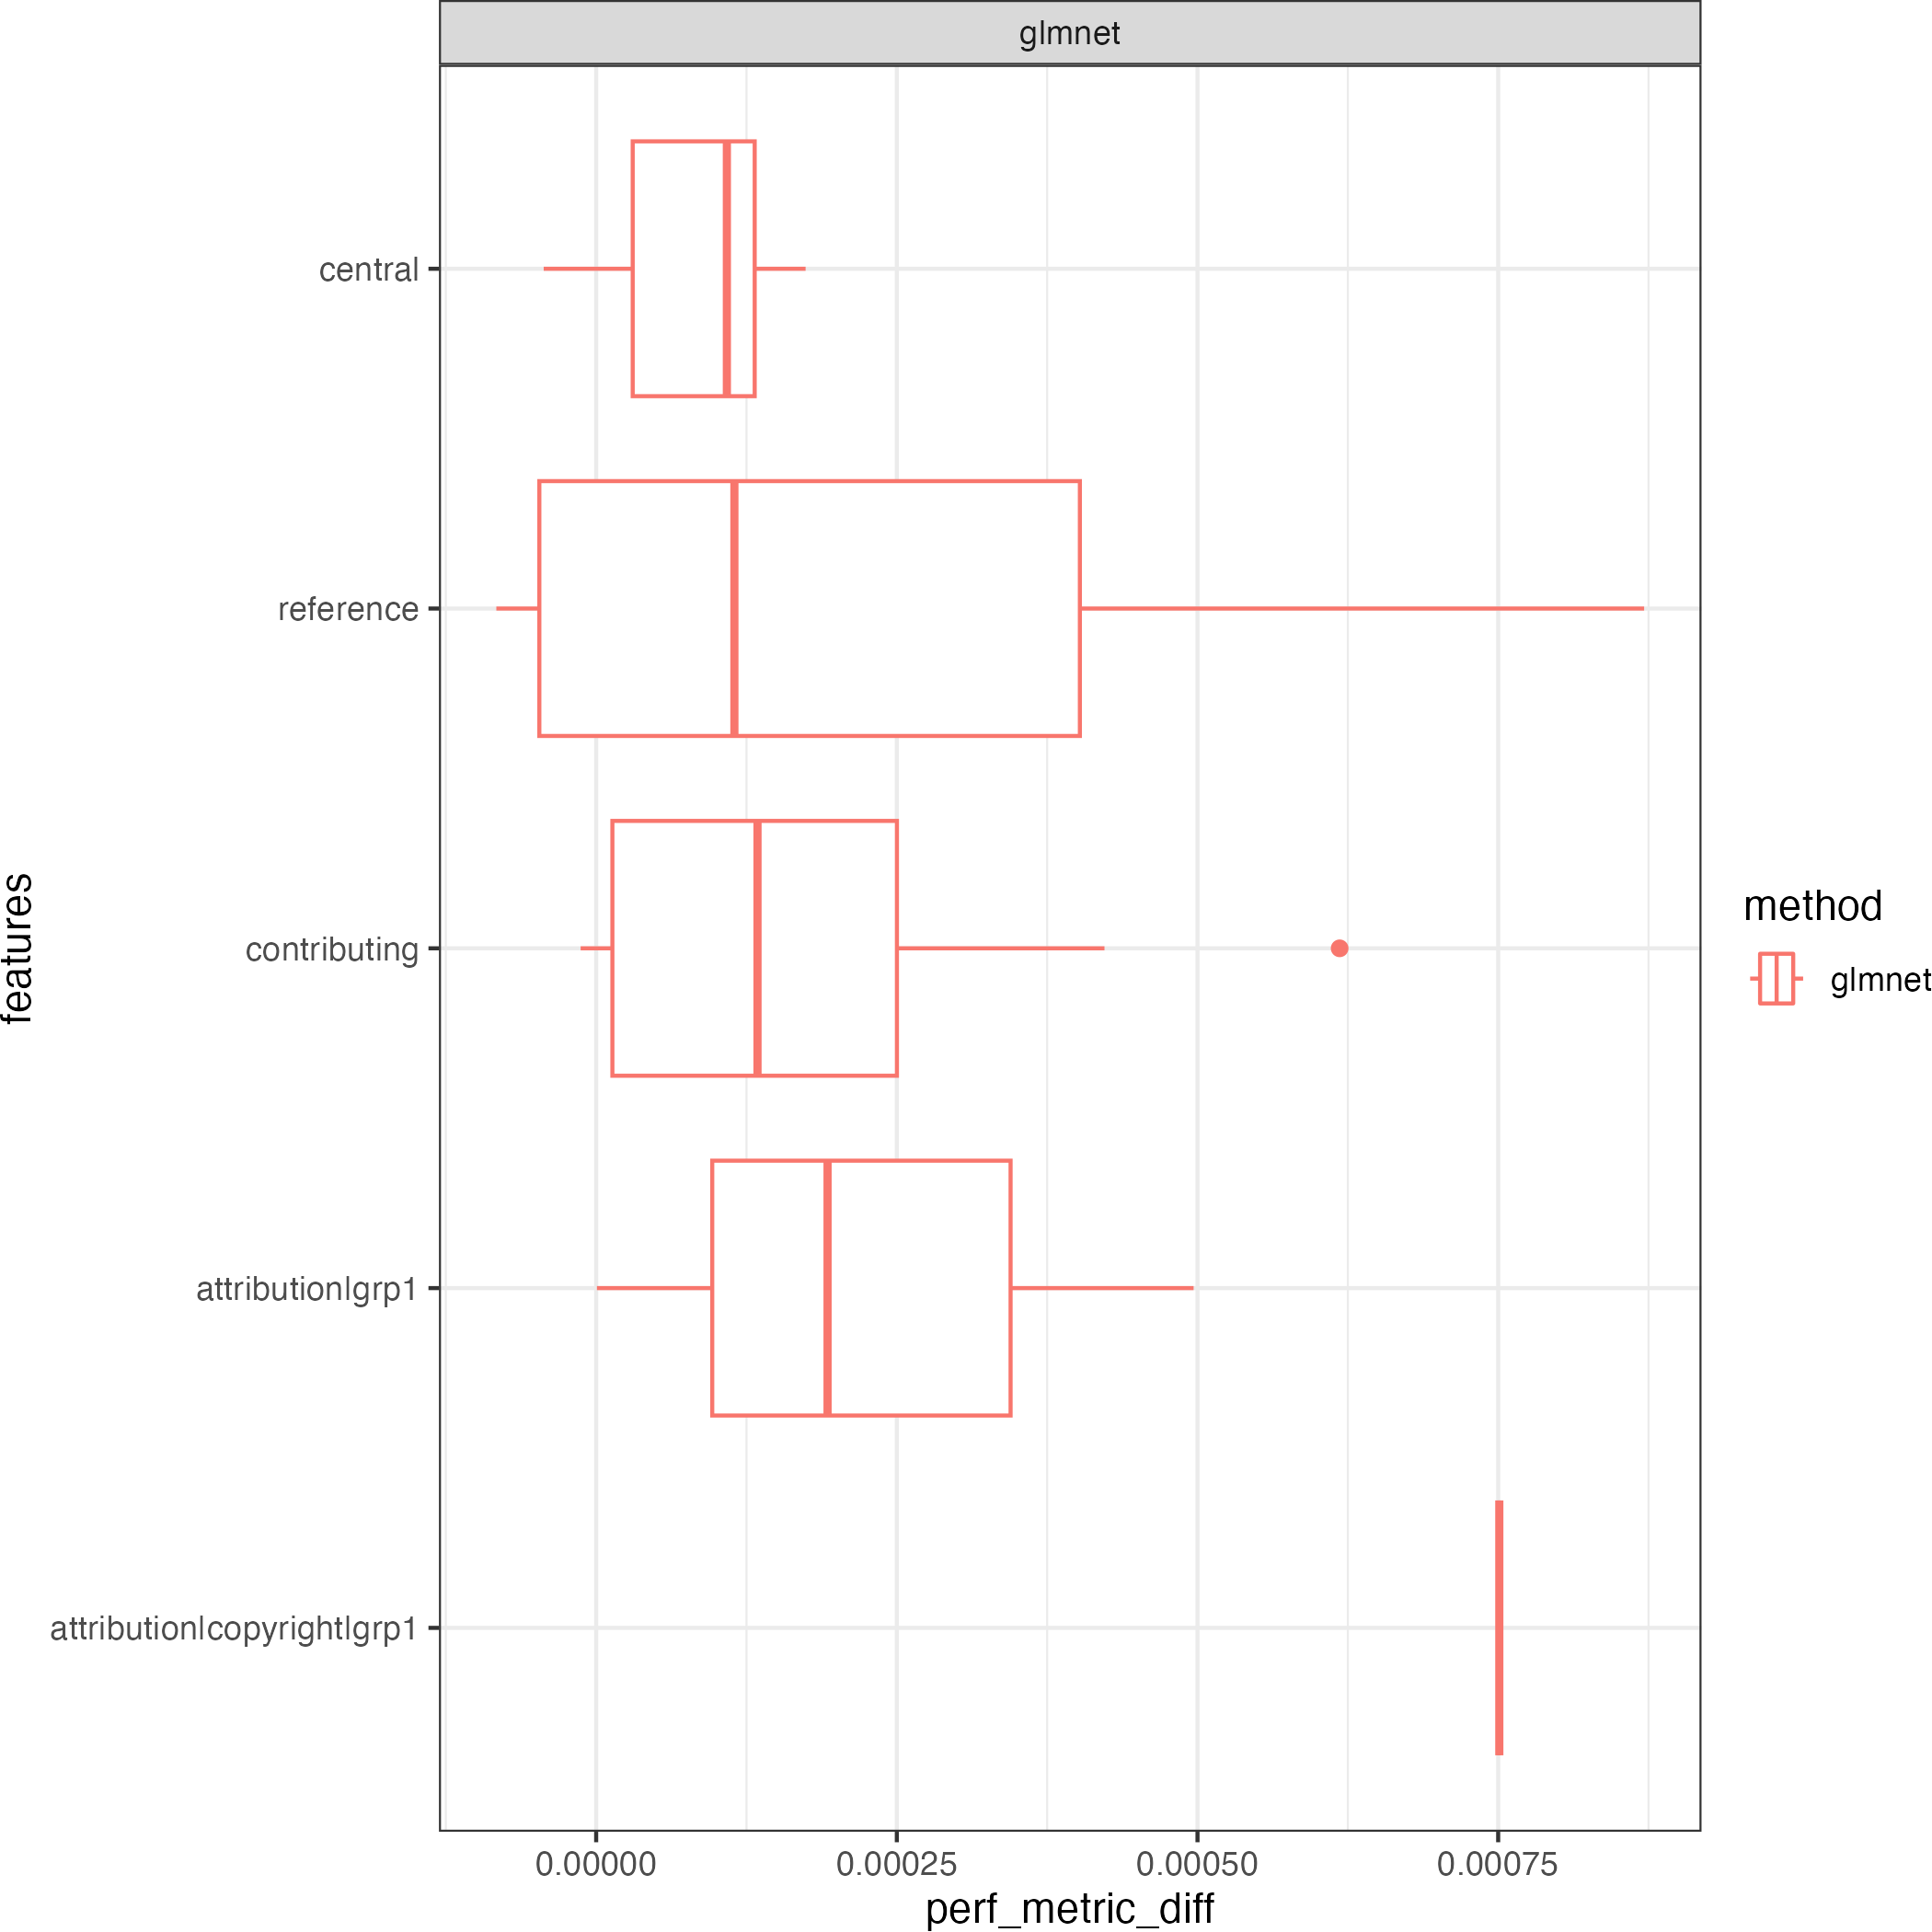 glmnet
central
reference
contributing
attribution|grp1
attribution|copyright|grp1
features
0.00000 0.00025 0.00050 0.00075
perf_metric_diff
method
glmnet